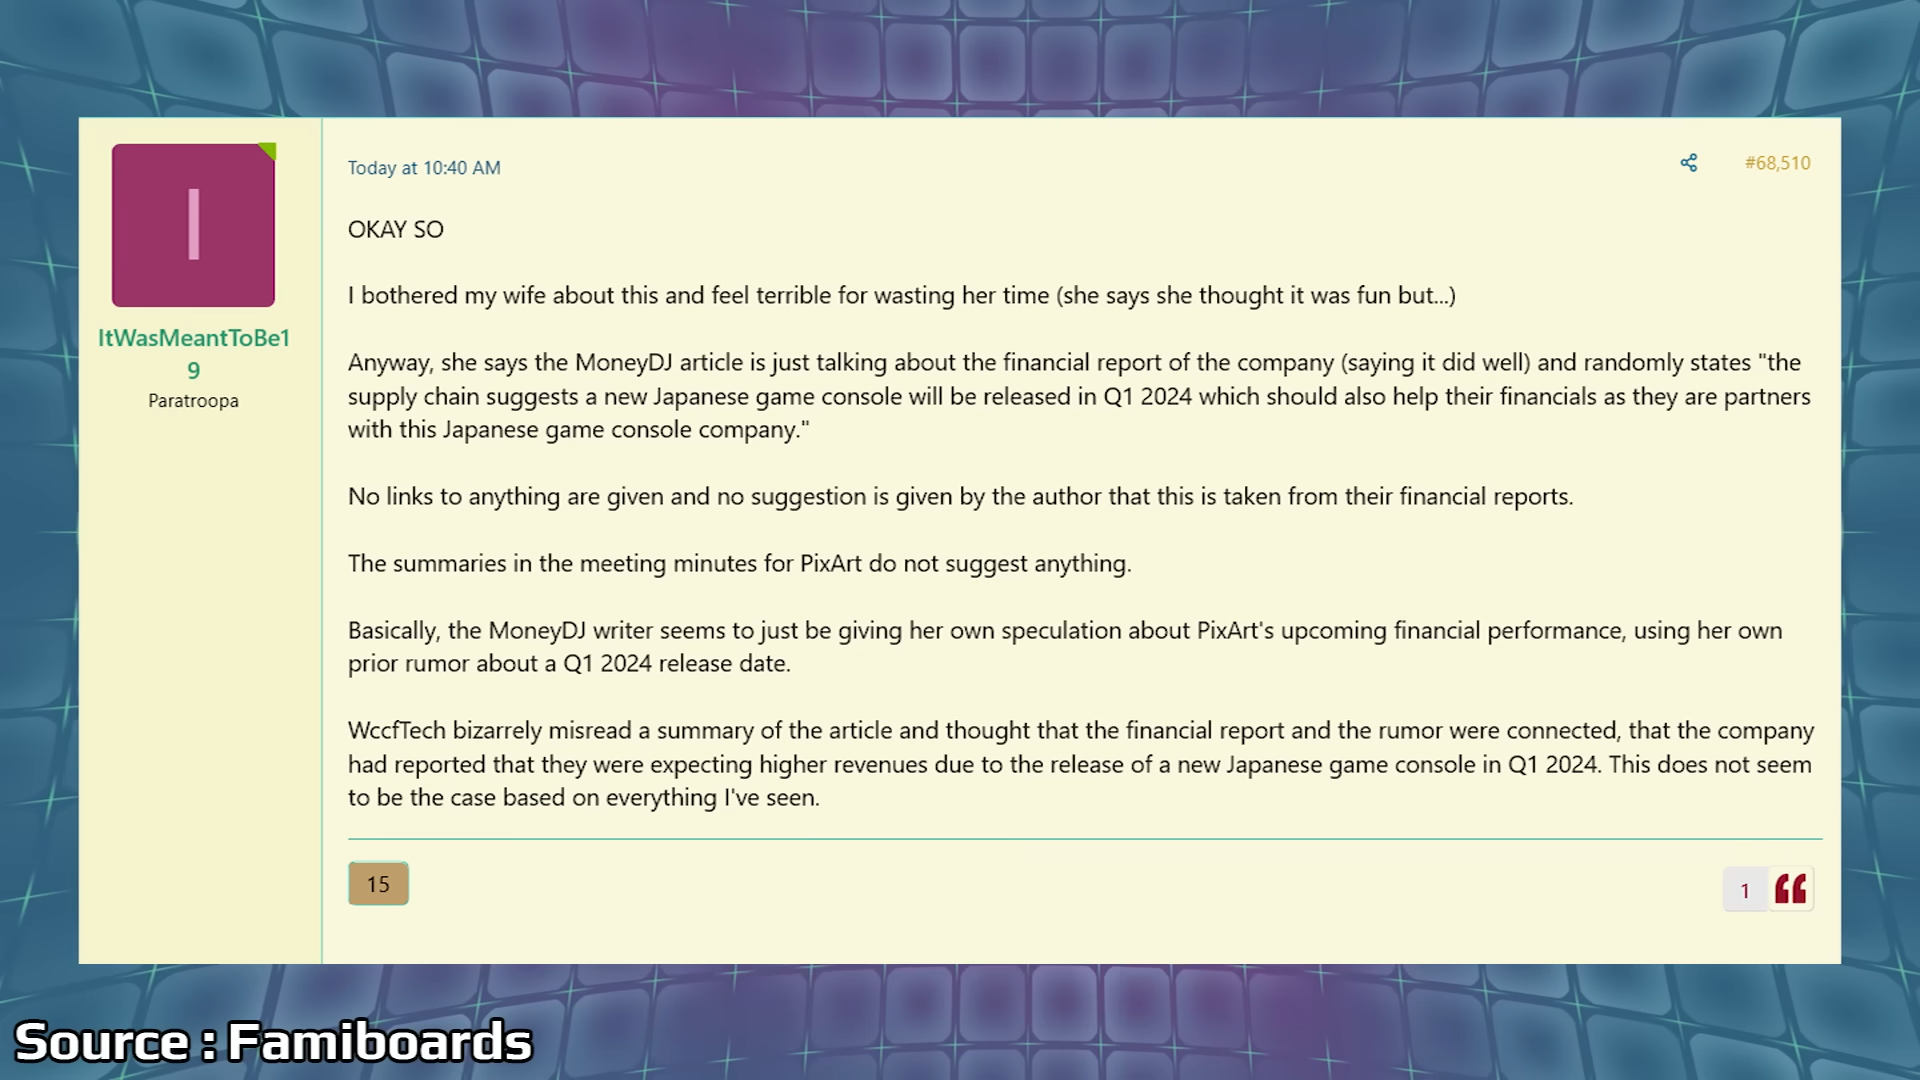 I
ItWasMeantToBe1
9
Paratroopa
Today at 10:40 AM
#68,510
OKAY SO
I bothered my wife about this and feel terrible for wasting her time (she says she thought it was fun but...)
Anyway, she says the MoneyDJ article is just talking about the financial report of the company (saying it did well) and randomly states "the
supply chain suggests a new Japanese game console will be released in Q1 2024 which should also help their financials as they are partners
with this Japanese game console company."
No links to anything are given and no suggestion is given by the author that this is taken from their financial reports.
The summaries in the meeting minutes for PixArt do not suggest anything.
Basically, the MoneyDJ writer seems to just be giving her own speculation about PixArt's upcoming financial performance, using her own
prior rumor about a Q1 2024 release date.
WccfTech bizarrely misread a summary of the article and thought that the financial report and the rumor were connected, that the company
had reported that they were expecting higher revenues due to the release of a new Japanese game console in Q1 2024. This does not seem
to be the case based on everything I've seen.
15
1 ❝
Source : Famiboards